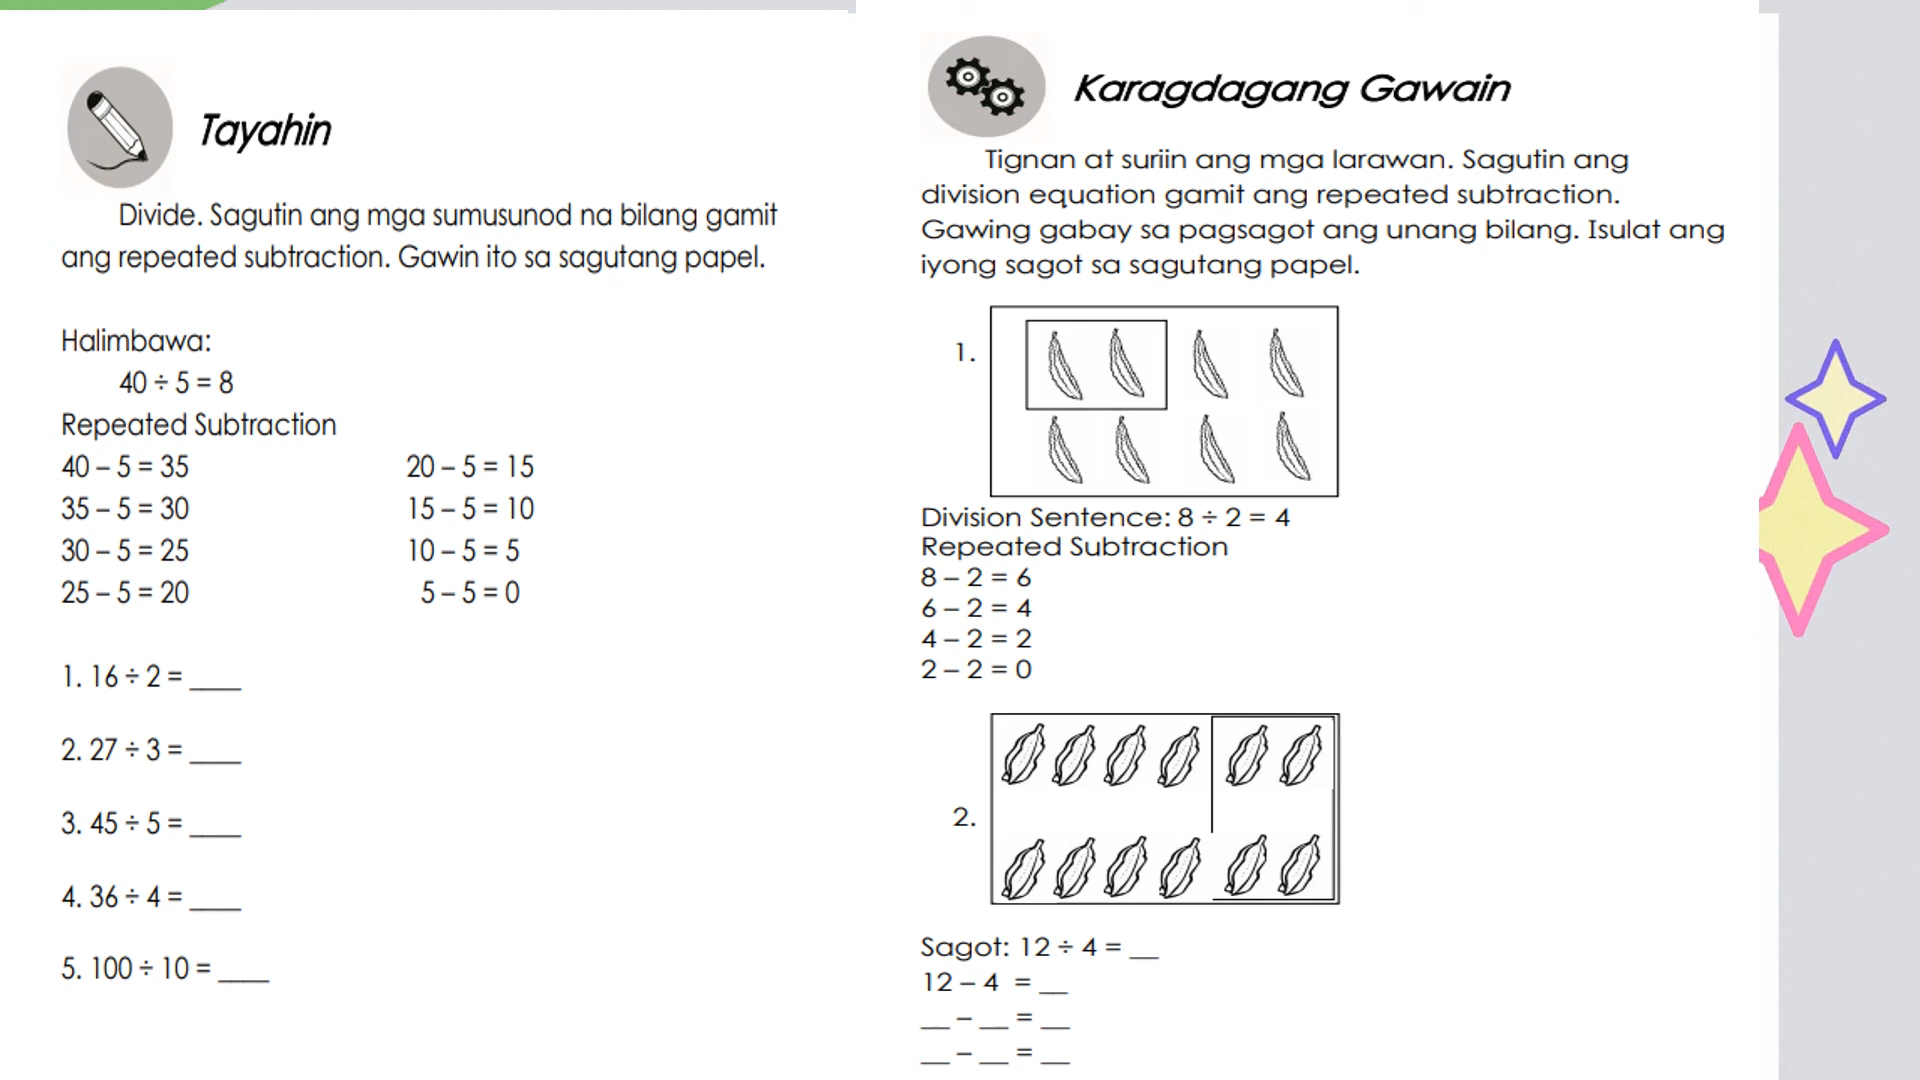 Tayahin
Divide. Sagutin ang mga sumusunod na bilang gamit
ang repeated subtraction. Gawin ito sa sagutang papel.
Halimbawa:
40 ÷ 5 = 8
Repeated Subtraction
40 – 5 = 35 20 – 5 = 15
35 – 5 = 30 15 – 5 = 10
30 – 5 = 25 10 – 5 = 5
25 – 5 = 20 5 – 5 = 0
1. 16 ÷ 2 = ____
2. 27 ÷ 3 = ____
3. 45 ÷ 5 = ____
4. 36 ÷ 4 = ____
5. 100 ÷ 10 = ____
Karagdagang Gawain
Tignan at suriin ang mga larawan. Sagutin ang
division equation gamit ang repeated subtraction.
Gawing gabay sa pagsagot ang unang bilang. Isulat ang
iyong sagot sa sagutang papel.
1.
Division Sentence: 8 ÷ 2 = 4
Repeated Subtraction
8 – 2 = 6
6 – 2 = 4
4 – 2 = 2
2 – 2 = 0
2.
Sagot: 12 ÷ 4 = __
12 – 4 = __
__ – __ = __
__ – __ = __